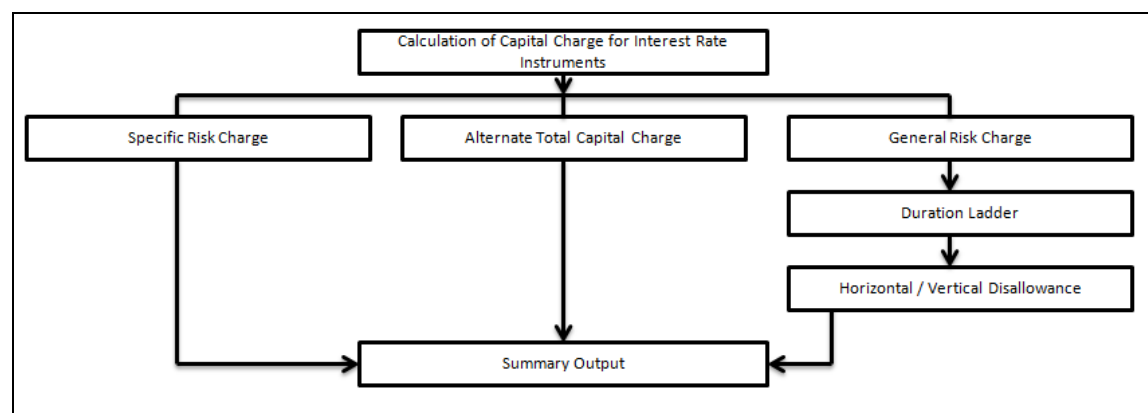 Calculation of Capital Charge for Interest Rate
Instruments
Specific Risk Charge
Alternate Total Capital Charge
General Risk Charge
Duration Ladder
Horizontal / Vertical Disallowance
Summary Output